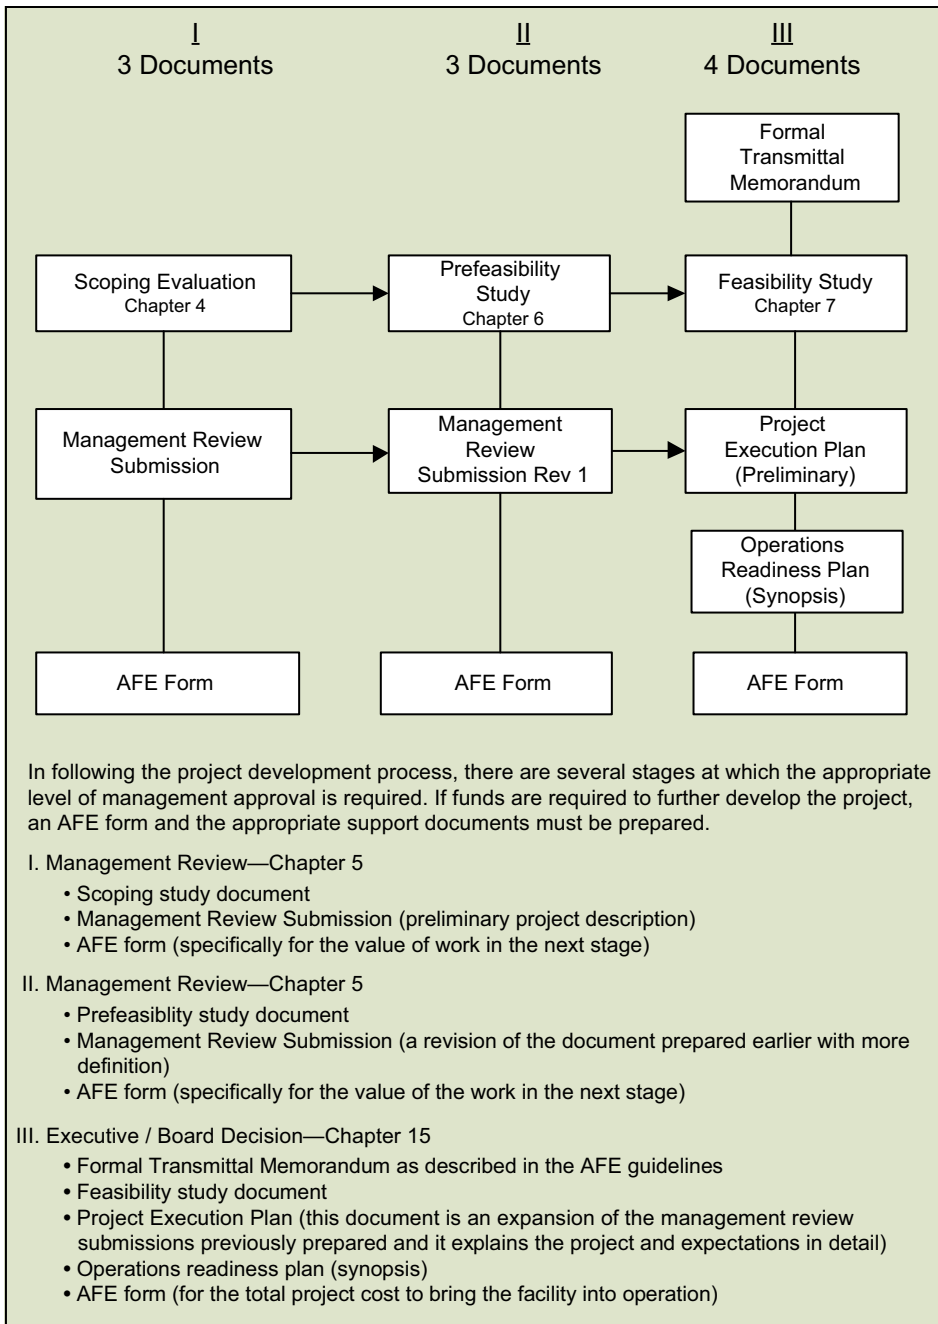 I
3 Documents
II
3 Documents
III
4 Documents
Formal
Transmittal
Memorandum
Scoping Evaluation
Chapter 4
Prefeasibility
Study
Chapter 6
Feasibility Study
Chapter 7
Management Review
Submission
Management
Review
Submission Rev 1
Project
Execution Plan
(Preliminary)
Operations
Readiness Plan
(Synopsis)
AFE Form
AFE Form
AFE Form
In following the project development process, there are several stages at which the appropriate
level of management approval is required. If funds are required to further develop the project,
an AFE form and the appropriate support documents must be prepared.
I. Management Review—Chapter 5
• Scoping study document
• Management Review Submission (preliminary project description)
• AFE form (specifically for the value of work in the next stage)
II. Management Review—Chapter 5
• Prefeasiblity study document
• Management Review Submission (a revision of the document prepared earlier with more
definition)
• AFE form (specifically for the value of the work in the next stage)
III. Executive / Board Decision—Chapter 15
• Formal Transmittal Memorandum as described in the AFE guidelines
• Feasibility study document
• Project Execution Plan (this document is an expansion of the management review
submissions previously prepared and it explains the project and expectations in detail)
• Operations readiness plan (synopsis)
• AFE form (for the total project cost to bring the facility into operation)